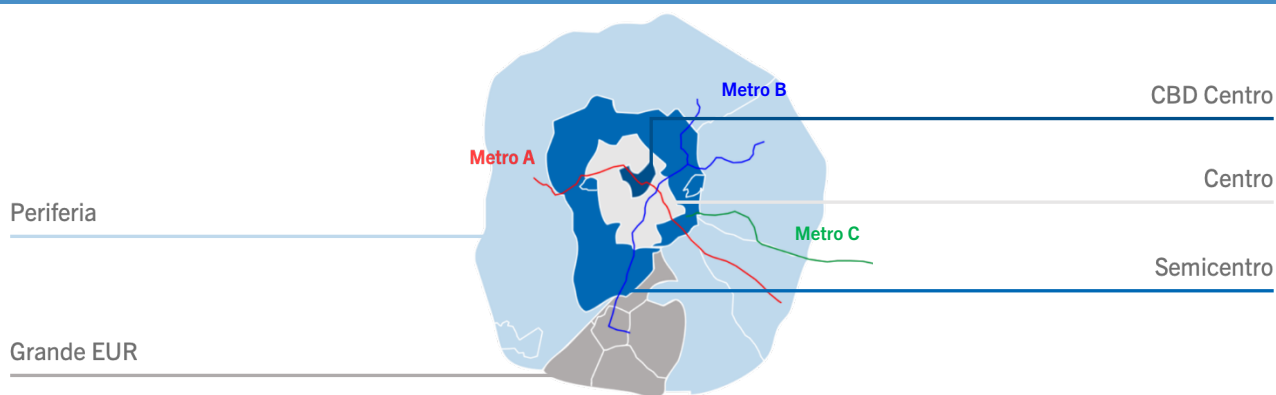 Metro B
CBD Centro
Metro A
Centro
Periferia
Metro C
Semicentro
Grande EUR